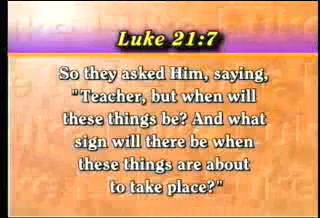 Luke 21:7
So they asked Him, saying,
"Teacher, but when will
these things be? And what
sign will there be when
these things are about
to take place?"